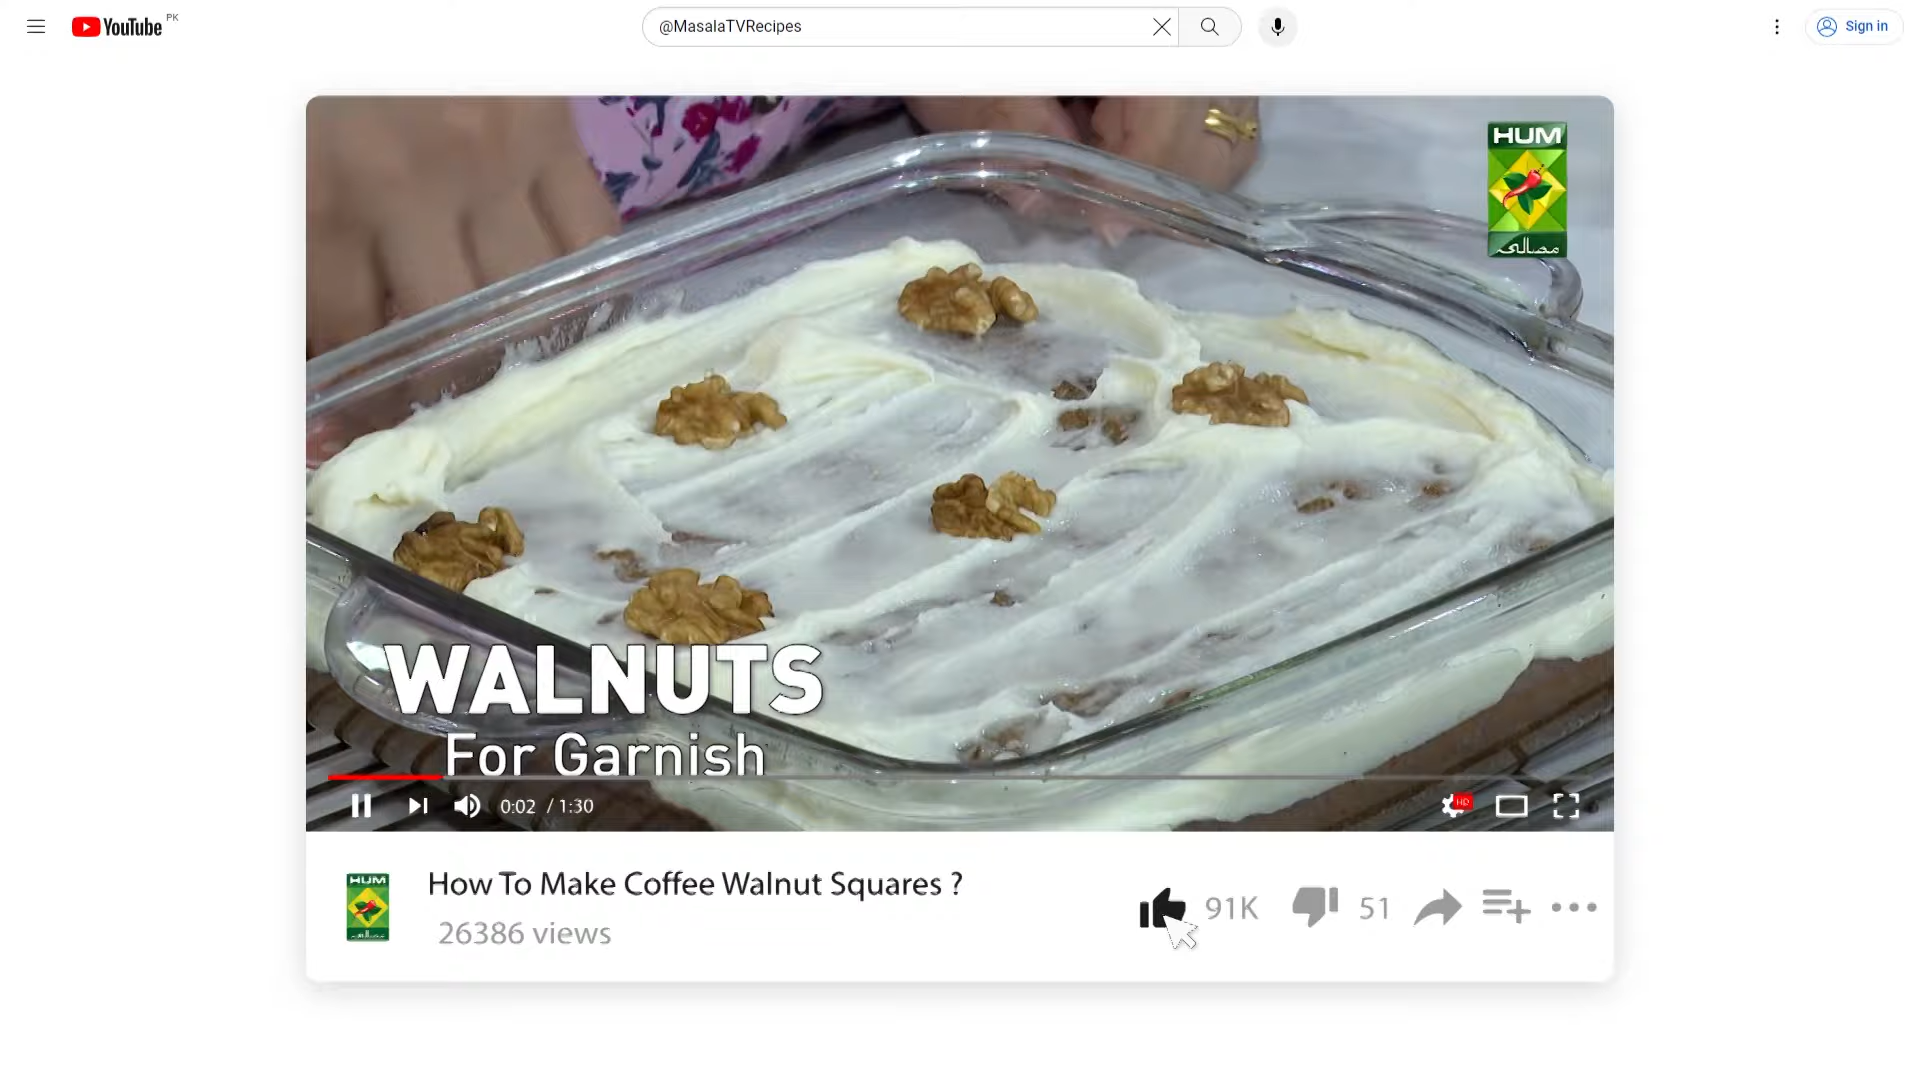 YouTube PK
@MasalaTVRecipes
Sign in
HUM
مصالحہ
WALNUTS
For Garnish
0:02 / 1:30
HD
HUM
How To Make Coffee Walnut Squares ?
91K
51
26386 views